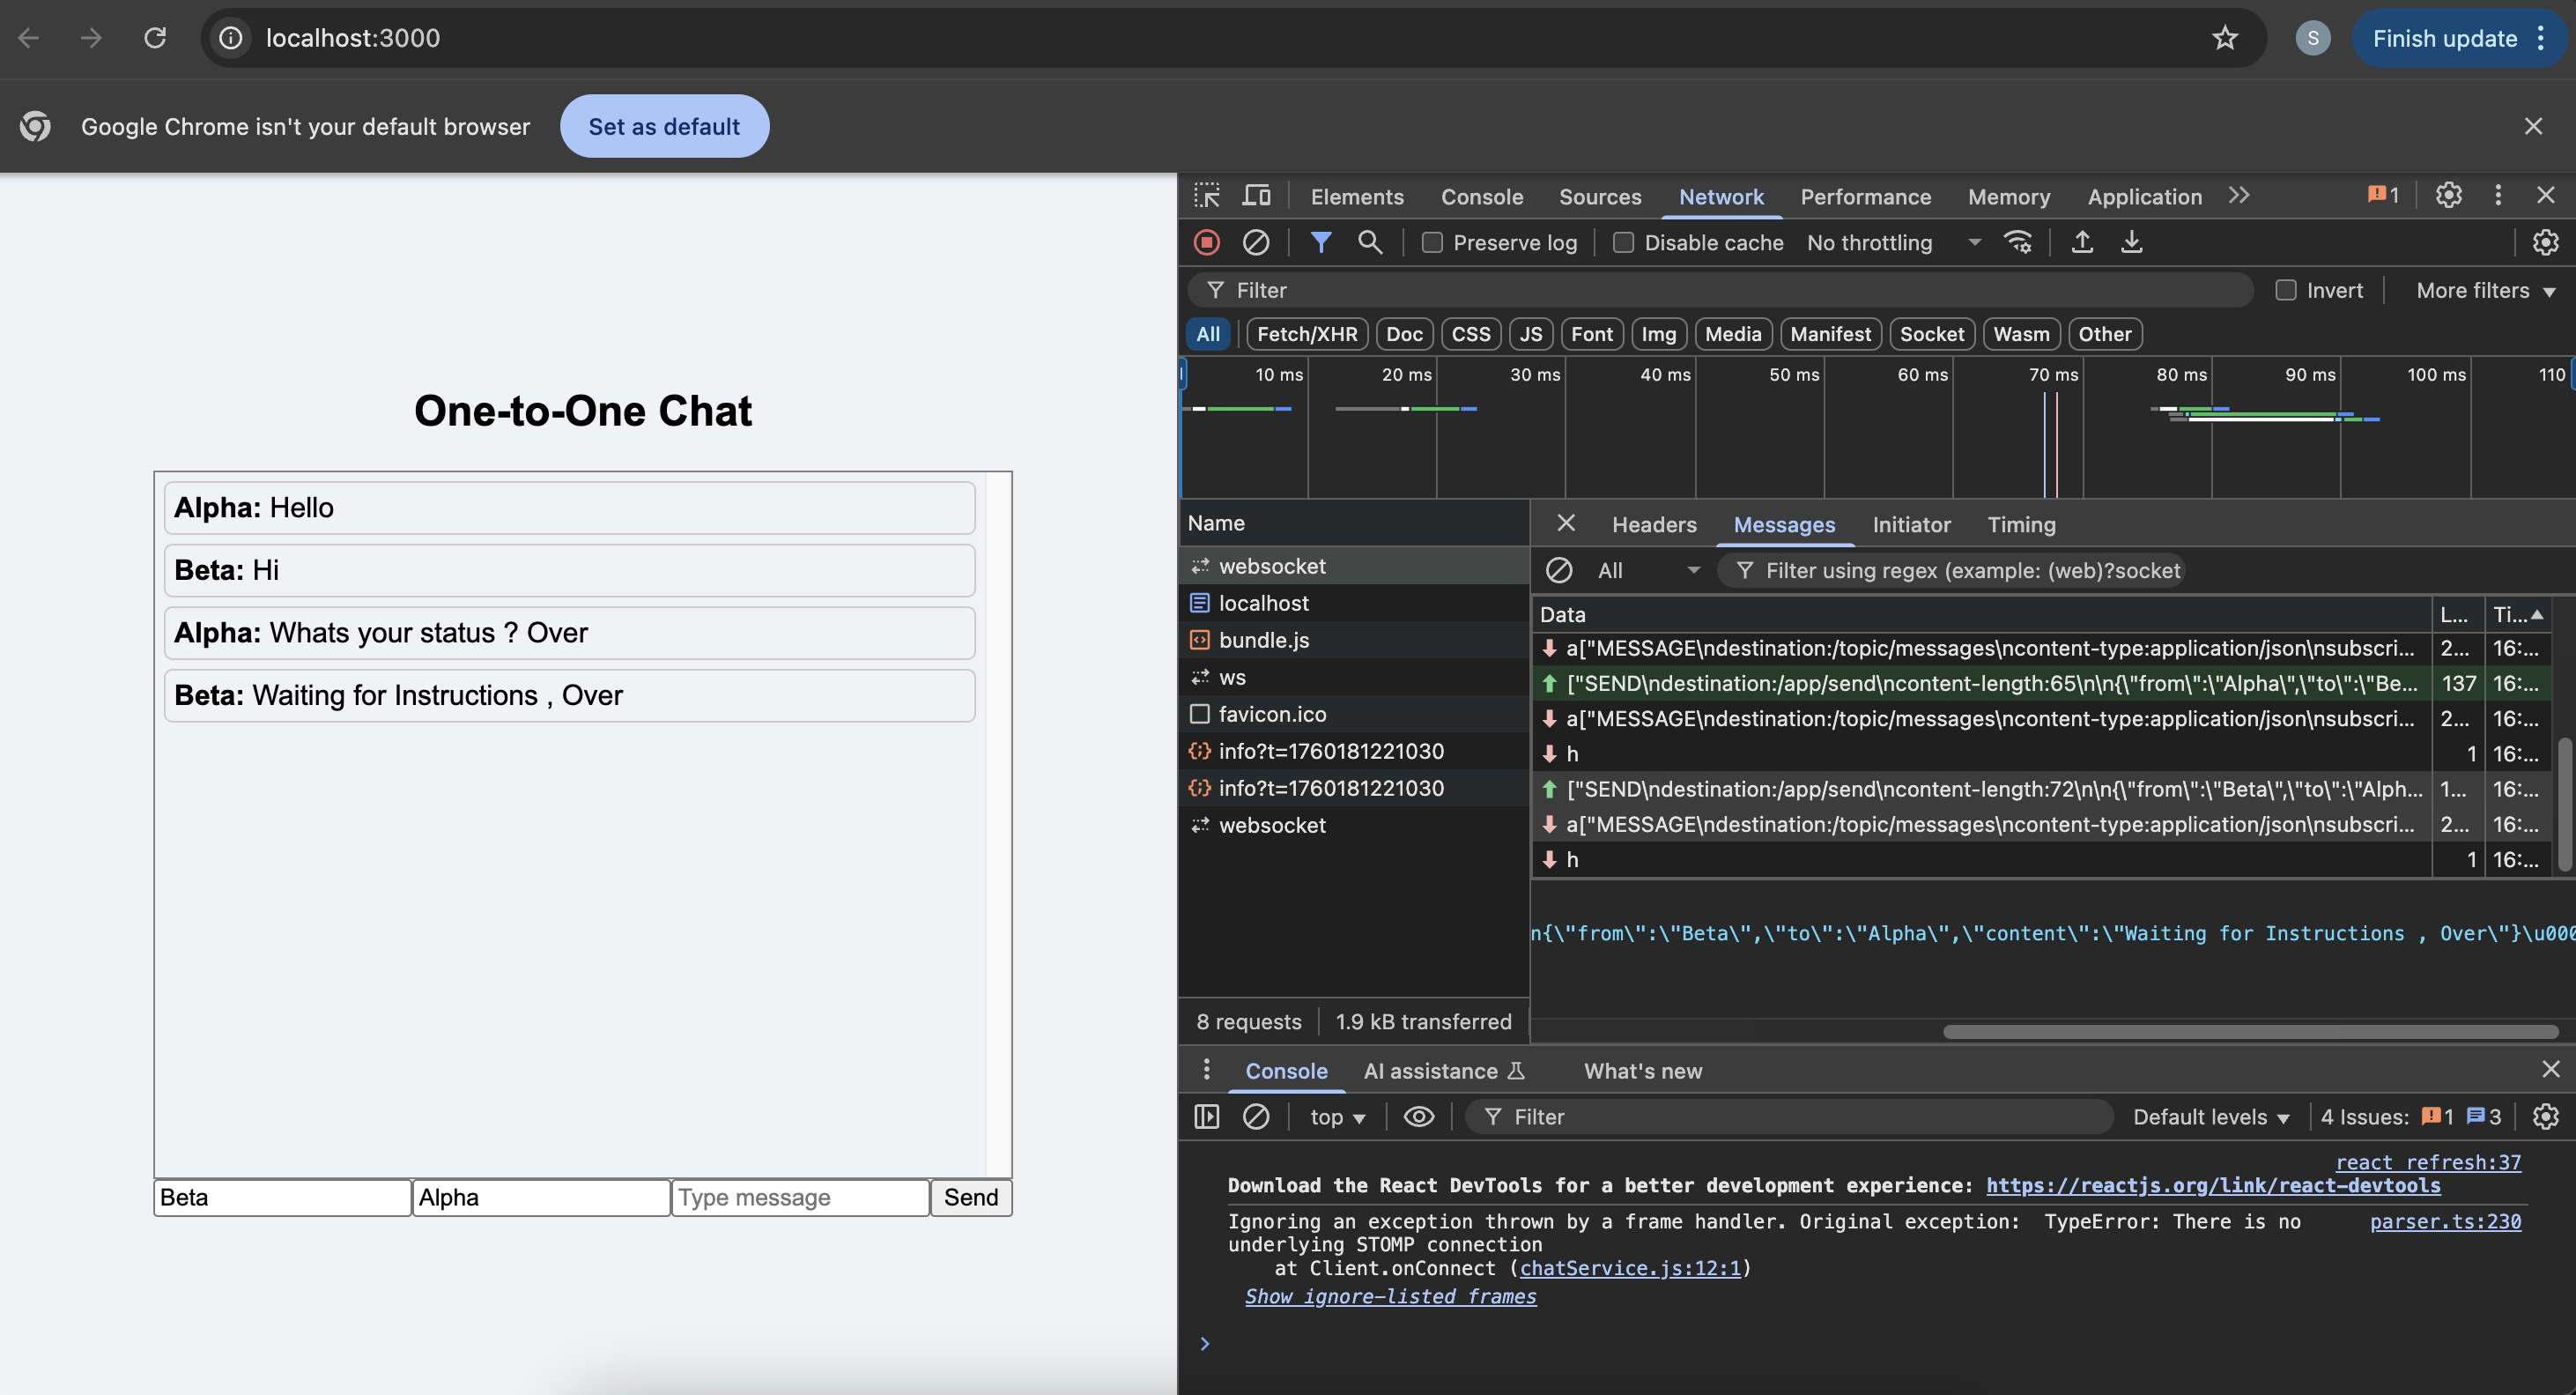 localhost:3000
S
Finish update
Google Chrome isn't your default browser
Set as default
One-to-One Chat
Alpha: Hello
Beta: Hi
Alpha: Whats your status ? Over
Beta: Waiting for Instructions , Over
Beta
Alpha
Type message
Send
Elements Console Sources Network Performance Memory Application
1
Preserve log
Disable cache
No throttling
Filter
Invert
More filters
All Fetch/XHR Doc CSS JS Font Img Media Manifest Socket Wasm Other
10 ms 20 ms 30 ms 40 ms 50 ms 60 ms 70 ms 80 ms 90 ms 100 ms 110
Name
websocket
localhost
bundle.js
ws
favicon.ico
info?t=1760181221030
info?t=1760181221030
websocket
8 requests 1.9 kB transferred
Headers Messages Initiator Timing
All
Filter using regex (example: (web)?socket
Data L... Ti...
a["MESSAGE\ndestination:/topic/messages\ncontent-type:application/json\nsubscri... 2... 16:...
["SEND\ndestination:/app/send\ncontent-length:65\n\n{\"from\":\"Alpha\",\"to\":\"Be... 137 16:...
a["MESSAGE\ndestination:/topic/messages\ncontent-type:application/json\nsubscri... 2... 16:...
h 1 16:...
["SEND\ndestination:/app/send\ncontent-length:72\n\n{\"from\":\"Beta\",\"to\":\"Alph... 1... 16:...
a["MESSAGE\ndestination:/topic/messages\ncontent-type:application/json\nsubscri... 2... 16:...
h 1 16:...
n{\"from\":\"Beta\",\"to\":\"Alpha\",\"content\":\"Waiting for Instructions , Over\"}\u000
Console AI assistance What's new
top
Filter
Default levels
4 Issues: 1 3
react refresh:37
Download the React DevTools for a better development experience: https://reactjs.org/link/react-devtools
Ignoring an exception thrown by a frame handler. Original exception: TypeError: There is no parser.ts:230
underlying STOMP connection
at Client.onConnect (chatService.js:12:1)
Show ignore-listed frames